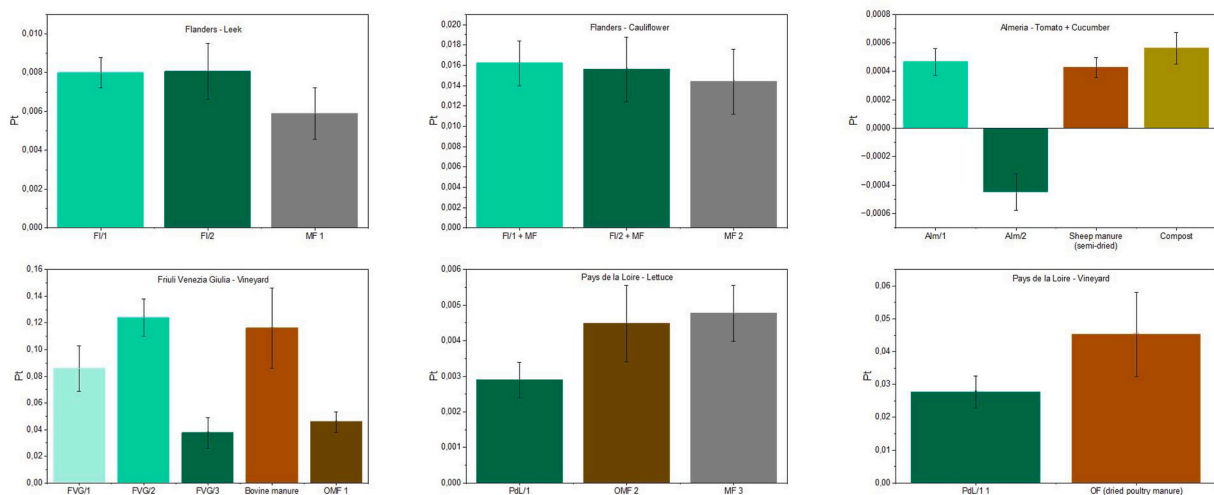 Flanders - Leek
0,010
0,008
0,006
0,004
0,002
0,000
Pt
Fl/1 Fl/2 MF 1
Flanders - Cauliflower
0,020
0,018
0,016
0,014
0,012
0,010
0,008
0,006
0,004
0,002
0,000
Pt
Fl/1 + MF Fl/2 + MF MF 2
Almeria - Tomato + Cucumber
0,0008
0,0006
0,0004
0,0002
0,0000
−0,0002
−0,0004
−0,0006
Pt
Alm/1 Alm/2 Sheep manure Compost
(semi-dried)
Friuli Venezia Giulia - Vineyard
0,16
0,14
0,12
0,10
0,08
0,06
0,04
0,02
0,00
Pt
FVG/1 FVG/2 FVG/3 Bovine manure OMF 1
Pays de la Loire - Lettuce
0,006
0,005
0,004
0,003
0,002
0,001
0,000
Pt
PdL/1 OMF 2 MF 3
Pays de la Loire - Vineyard
0,06
0,05
0,04
0,03
0,02
0,01
0,00
Pt
PdL/1 1 OF (dried poultry manure)